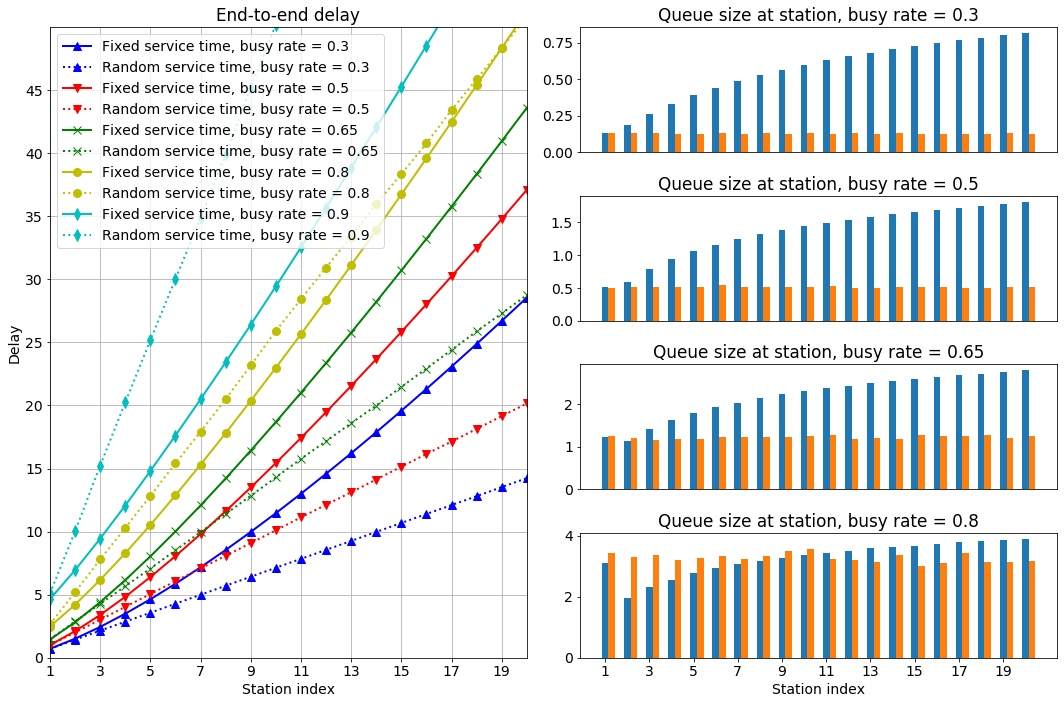 End-to-end delay
Fixed service time, busy rate = 0.3
Random service time, busy rate = 0.3
Fixed service time, busy rate = 0.5
Random service time, busy rate = 0.5
Fixed service time, busy rate = 0.65
Random service time, busy rate = 0.65
Fixed service time, busy rate = 0.8
Random service time, busy rate = 0.8
Fixed service time, busy rate = 0.9
Random service time, busy rate = 0.9
45
40
35
30
25
20
15
10
5
0
Delay
1 3 5 7 9 11 13 15 17 19
Station index
Queue size at station, busy rate = 0.3
0.75
0.50
0.25
0.00
Queue size at station, busy rate = 0.5
1.5
1.0
0.5
0.0
Queue size at station, busy rate = 0.65
2
1
0
Queue size at station, busy rate = 0.8
4
2
0
1 3 5 7 9 11 13 15 17 19
Station index